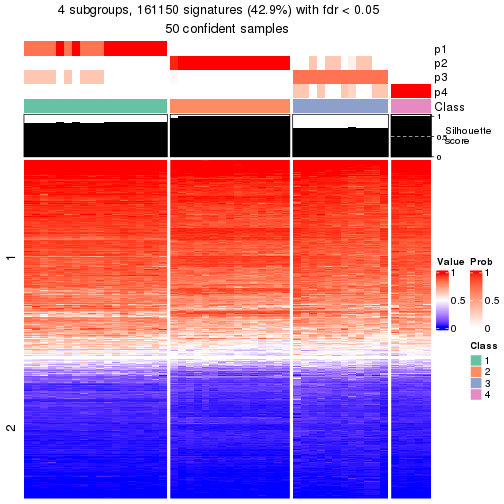 4 subgroups, 161150 signatures (42.9%) with fdr < 0.05
50 confident samples
p1
p2
p3
p4
Class
1
0.5
0
Silhouette
score
1
2
Value
1
0.5
0
Prob
1
0.5
0
Class
1
2
3
4